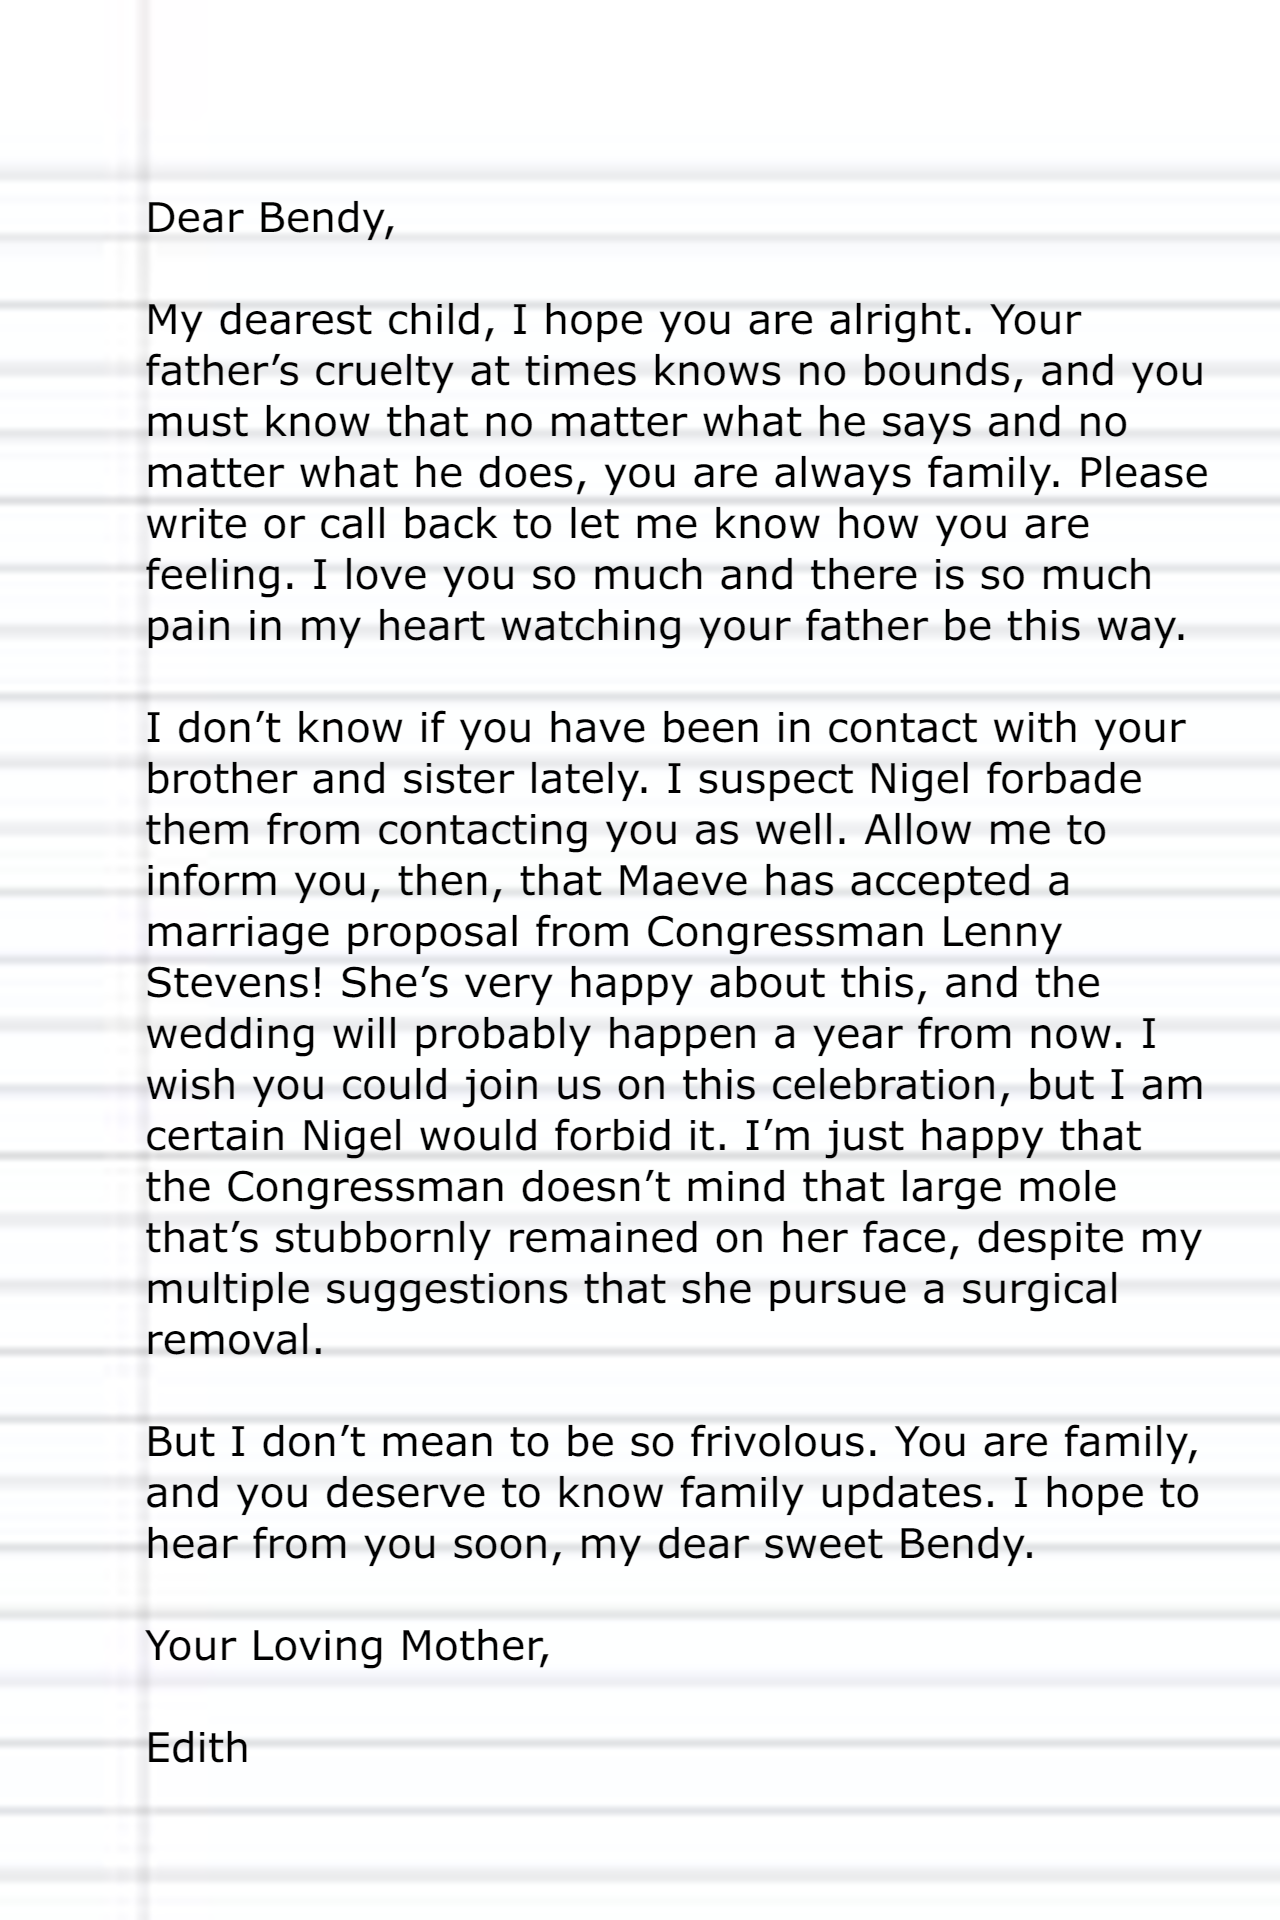 Dear Bendy,
My dearest child, I hope you are alright. Your
father’s cruelty at times knows no bounds, and you
must know that no matter what he says and no
matter what he does, you are always family. Please
write or call back to let me know how you are
feeling. I love you so much and there is so much
pain in my heart watching your father be this way.
I don’t know if you have been in contact with your
brother and sister lately. I suspect Nigel forbade
them from contacting you as well. Allow me to
inform you, then, that Maeve has accepted a
marriage proposal from Congressman Lenny
Stevens! She’s very happy about this, and the
wedding will probably happen a year from now. I
wish you could join us on this celebration, but I am
certain Nigel would forbid it. I’m just happy that
the Congressman doesn’t mind that large mole
that’s stubbornly remained on her face, despite my
multiple suggestions that she pursue a surgical
removal.
But I don’t mean to be so frivolous. You are family,
and you deserve to know family updates. I hope to
hear from you soon, my dear sweet Bendy.
Your Loving Mother,
Edith